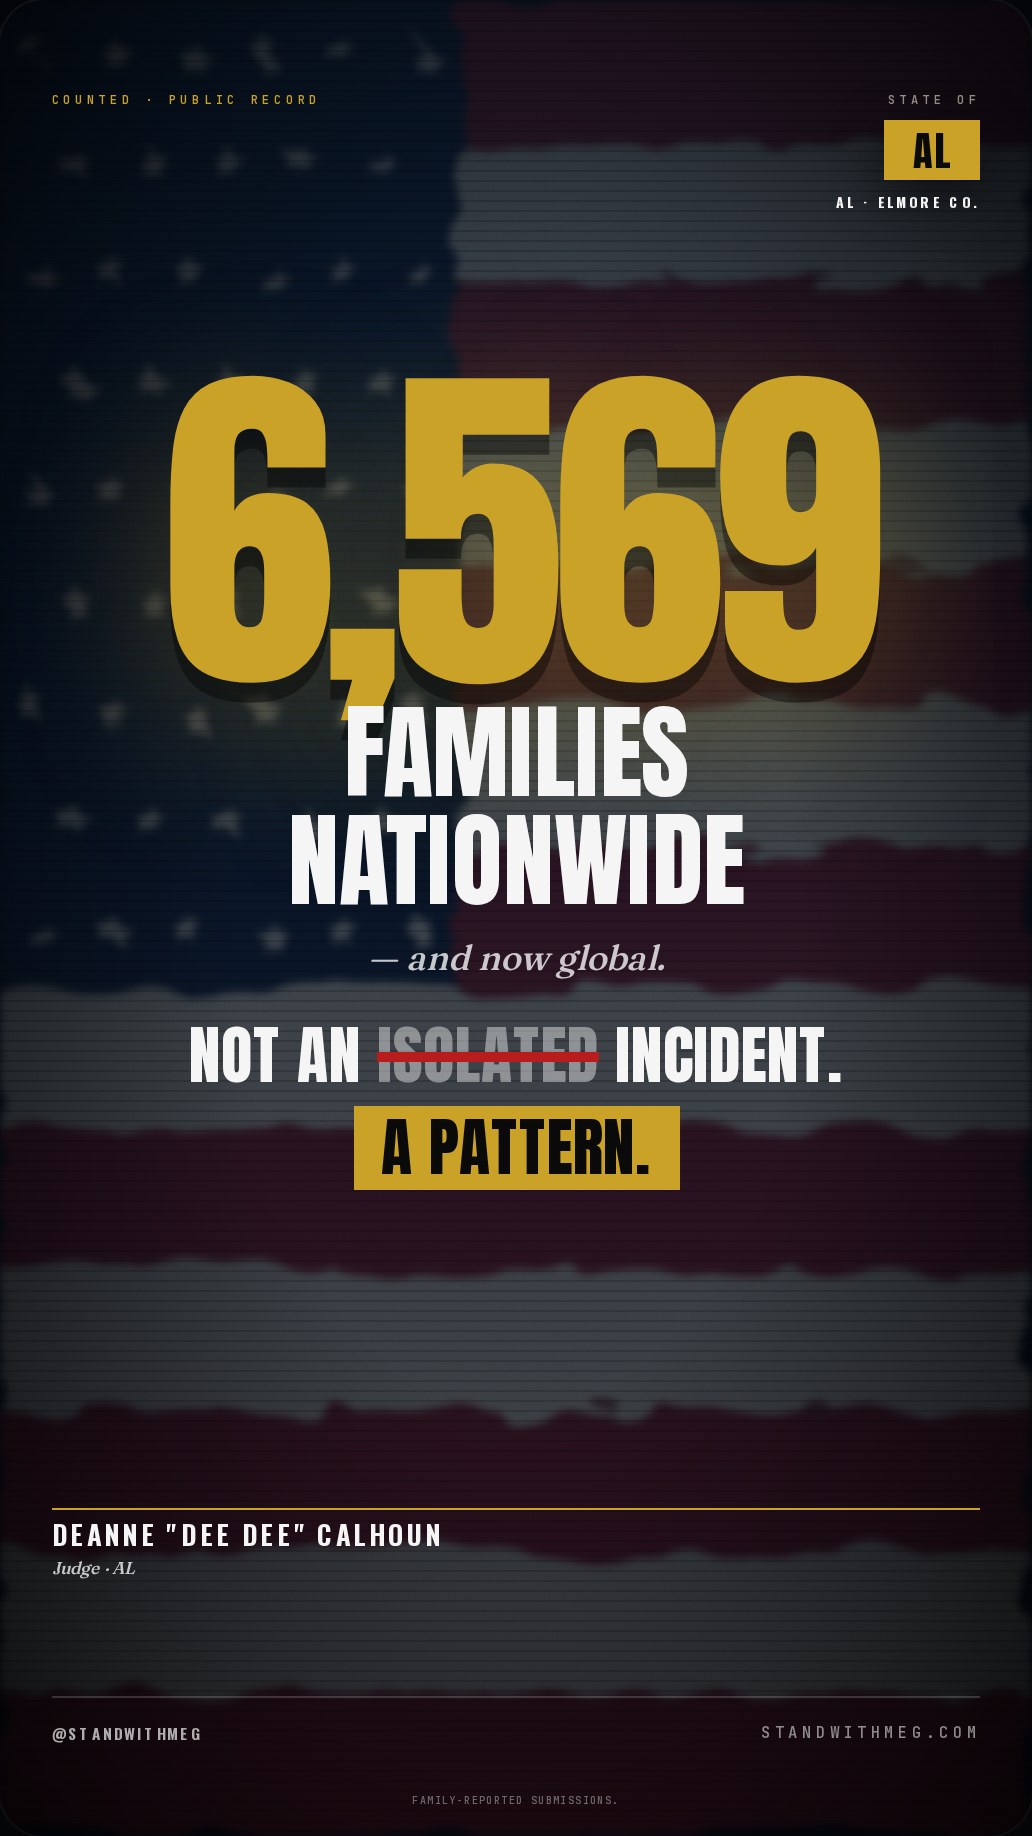 COUNTED · PUBLIC RECORD
STATE OF
AL
AL · ELMORE CO.
6,569
FAMILIES
NATIONWIDE
— and now global.
NOT AN ISOLATED INCIDENT.
A PATTERN.
DEANNE "DEE DEE" CALHOUN
Judge · AL
@STANDWITHMEG
STANDWITHMEG.COM
FAMILY-REPORTED SUBMISSIONS.